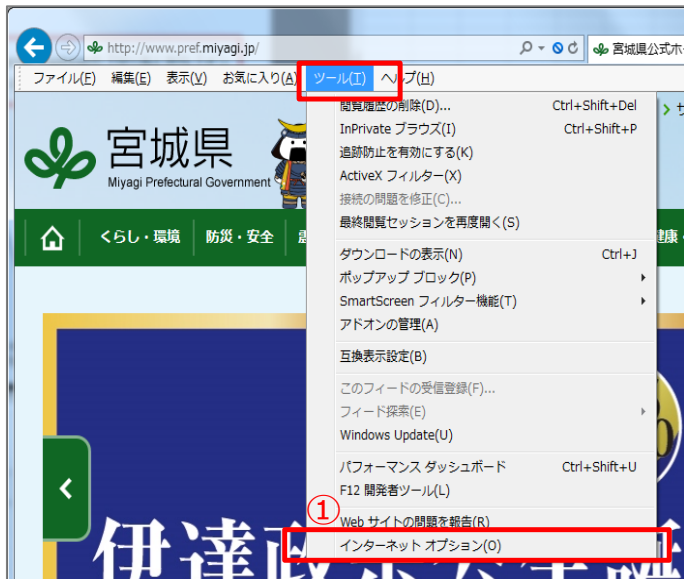 http://www.pref.miyagi.jp/
宮城県公式ホ
ファイル(F) 編集(E) 表示(V) お気に入り(A) ツール(T) ヘルプ(H)
閲覧履歴の削除(D)... Ctrl+Shift+Del
InPrivate ブラウズ(I) Ctrl+Shift+P
追跡防止を有効にする(K)
ActiveX フィルター(X)
接続の問題を修正(C)...
最終閲覧セッションを再度開く(S)
宮城県
Miyagi Prefectural Government
くらし・環境 防災・安全
ダウンロードの表示(N) Ctrl+J
ポップアップ ブロック(P)
SmartScreen フィルター機能(T)
アドオンの管理(A)
互換表示設定(B)
このフィードの受信登録(F)...
フィード探索(E)
Windows Update(U)
パフォーマンス ダッシュボード Ctrl+Shift+U
F12 開発者ツール(L)
①
Web サイトの問題を報告(R)
インターネット オプション(O)
伊達政宗